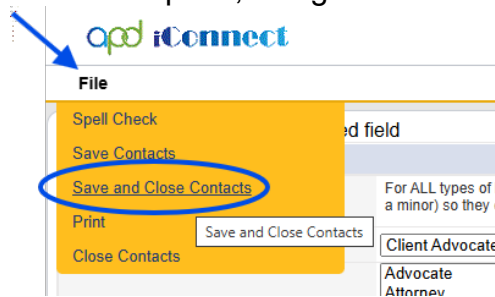 apd iConnect
File
Spell Check
ed field
Save Contacts
Save and Close Contacts
For ALL types of
a minor) so they
Print
Save and Close Contacts
Client Advocate
Close Contacts
Advocate
Attorney